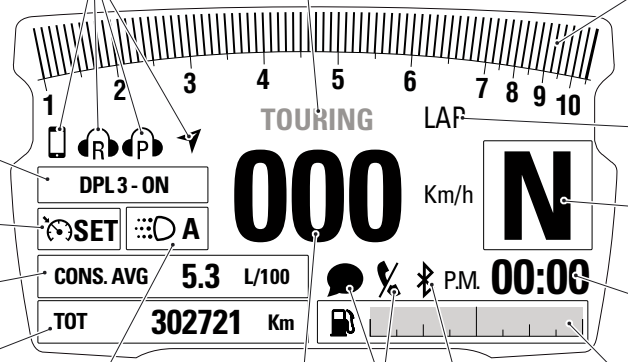 1 2 3 4 5 6 7 8 9 10
TOURING LAP
R P
DPL 3 - ON
000 Km/h N
SET A
CONS. AVG 5.3 L/100
P.M. 00:00
TOT 302721 Km